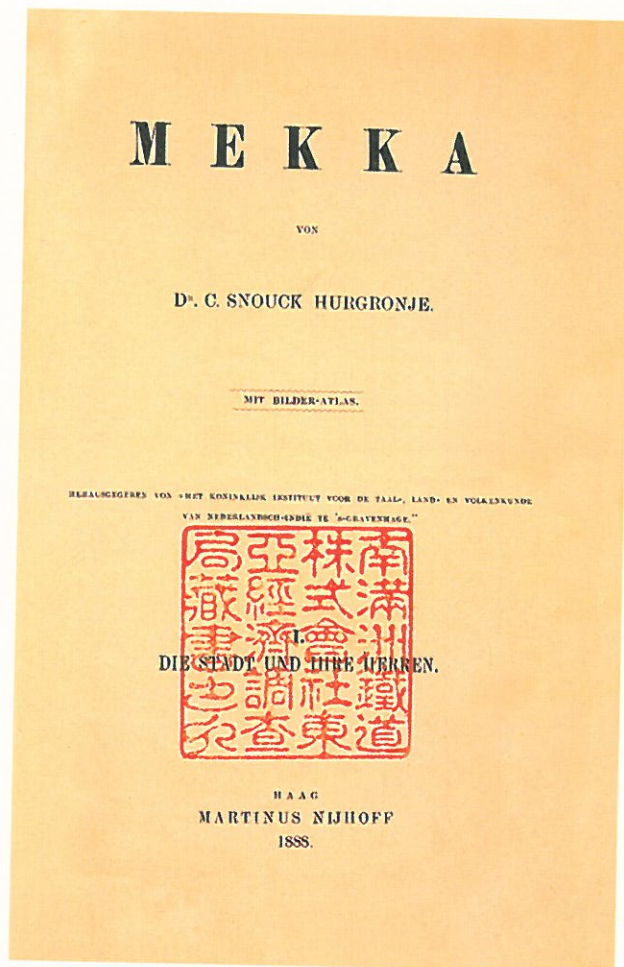 MEKKA
VON
Dr. C. SNOUCK HURGRONJE.
MIT BILDER-ATLAS.
HERAUSGEGEBEN VON »HET KONINKLIJK INSTITUUT VOOR DE TAAL-, LAND- EN VOLKENKUNDE
VAN NEDERLANDSCH-INDIË TE 's-GRAVENHAGE."
南滿洲鐵道
株式會社東
亞經濟調查
局藏書之印
I.
DIE STADT UND IHRE HERREN.
HAAG
MARTINUS NIJHOFF
1888.